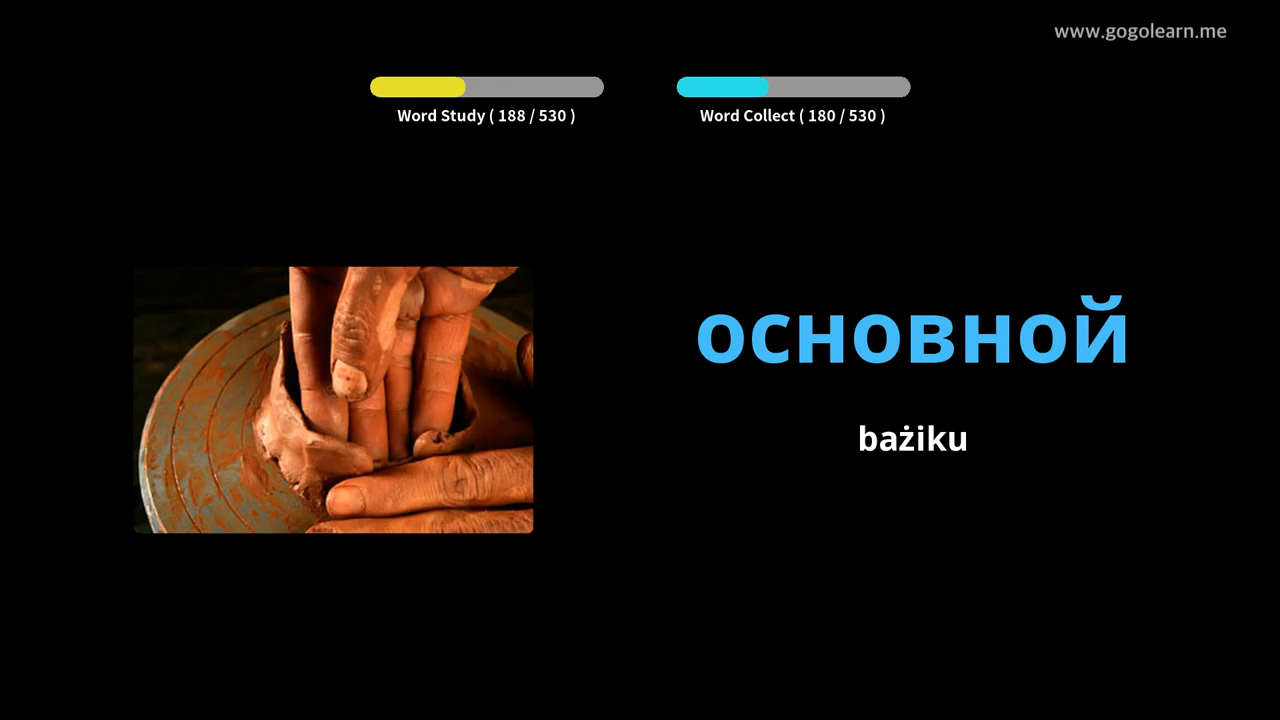 www.gogolearn.me
Word Study ( 188 / 530 )
Word Collect ( 180 / 530 )
основной
bażiku